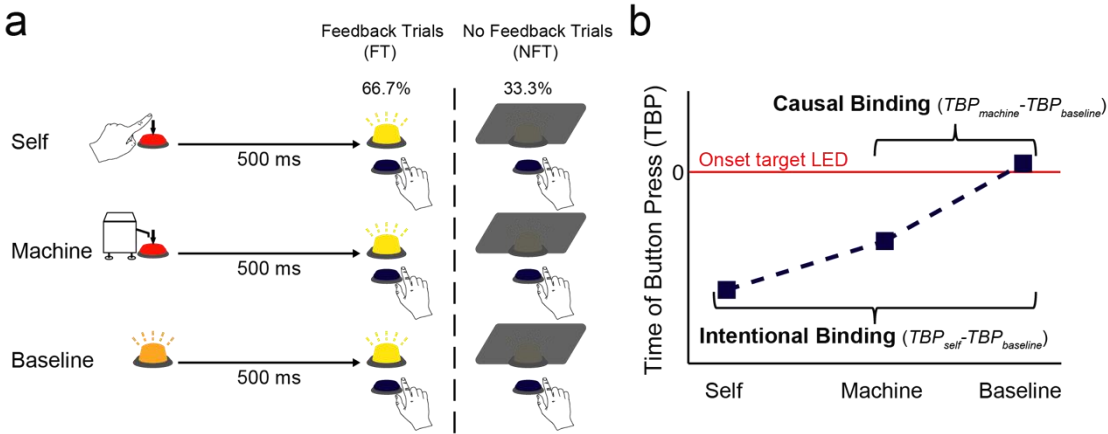 a
Feedback Trials
(FT)
No Feedback Trials
(NFT)
66.7%
33.3%
Self
500 ms
Machine
500 ms
Baseline
500 ms
b
Time of Button Press (TBP)
Causal Binding (TBPmachine-TBPbaseline)
Onset target LED
0
Intentional Binding (TBPself-TBPbaseline)
Self
Machine
Baseline